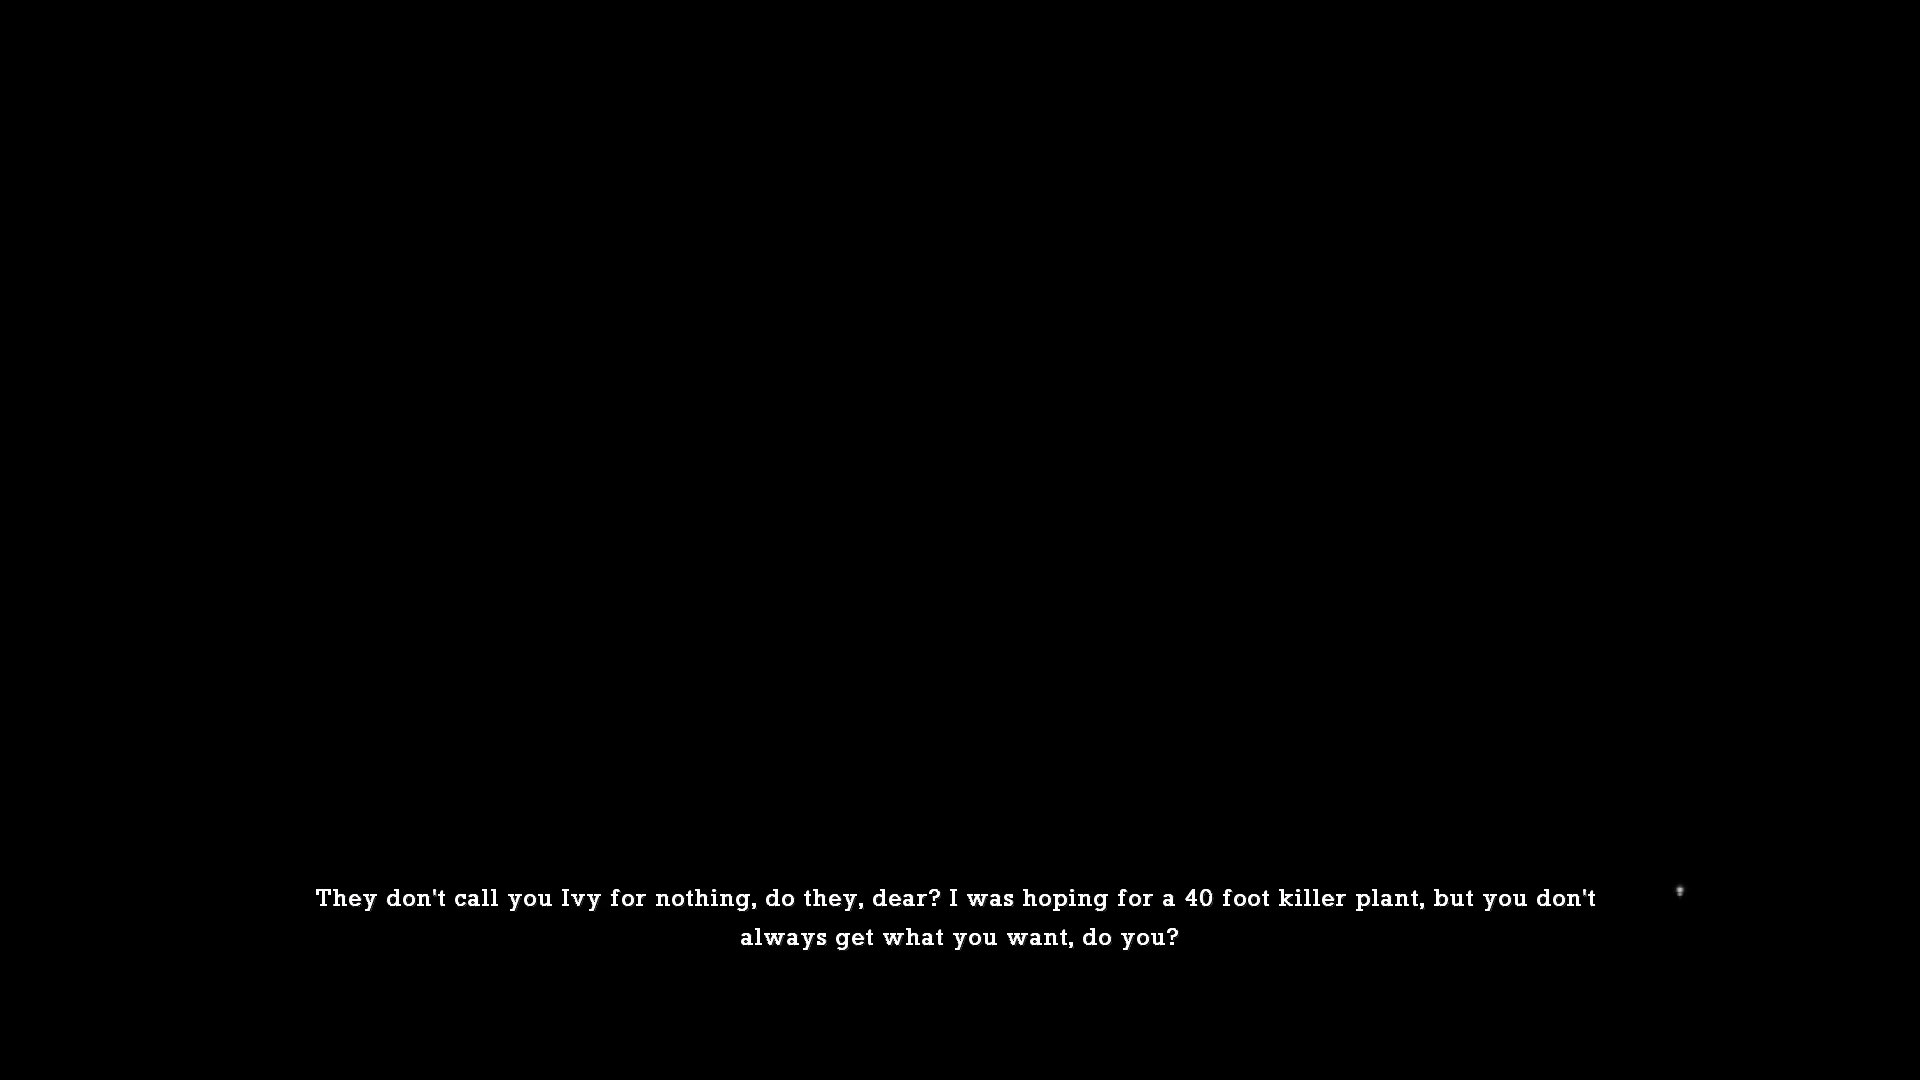 They don't call you Ivy for nothing, do they, dear? I was hoping for a 40 foot killer plant, but you don't
always get what you want, do you?